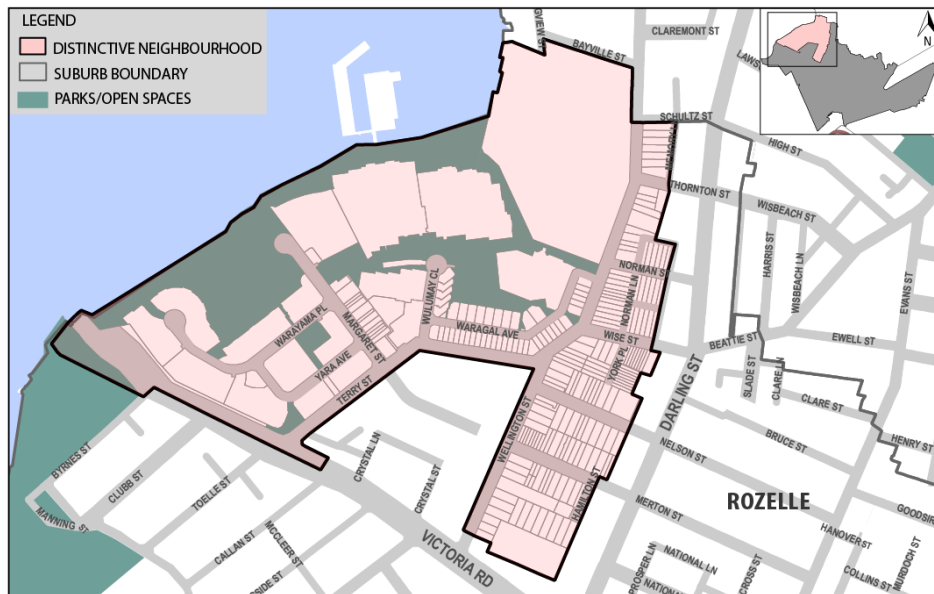 LEGEND
DISTINCTIVE NEIGHBOURHOOD
SUBURB BOUNDARY
PARKS/OPEN SPACES
N
BAYVILLE ST
CLAREMONT ST
SCHULTZ ST
HIGH ST
THORNTON ST
WISBEACH ST
HARRIS ST
WISBEACH LN
EVANS ST
NORMAN ST
NORMAN LN
WULUMAY CL
WARAGAL AVE
WISE ST
YORK PL
BEATTIE ST
EWELL ST
WARAYAMA PL
MARGARET ST
YARA AVE
TERRY ST
DARLING ST
SLADE ST
CLARE LN
CLARE ST
WELLINGTON ST
BRUCE ST
HENRY ST
NELSON ST
BYRNES ST
CLUBB ST
CRYSTAL LN
CRYSTAL ST
TOELLE ST
HAMILTON ST
MERTON ST
ROZELLE
GOODSIR
MANNING ST
CALLAN ST
MCCLEER ST
VICTORIA RD
HANOVER ST
MURDOCH ST
COLLINS ST
NATIONAL LN
PROSPER LN
CROSS ST
NATIONA
SIDE ST